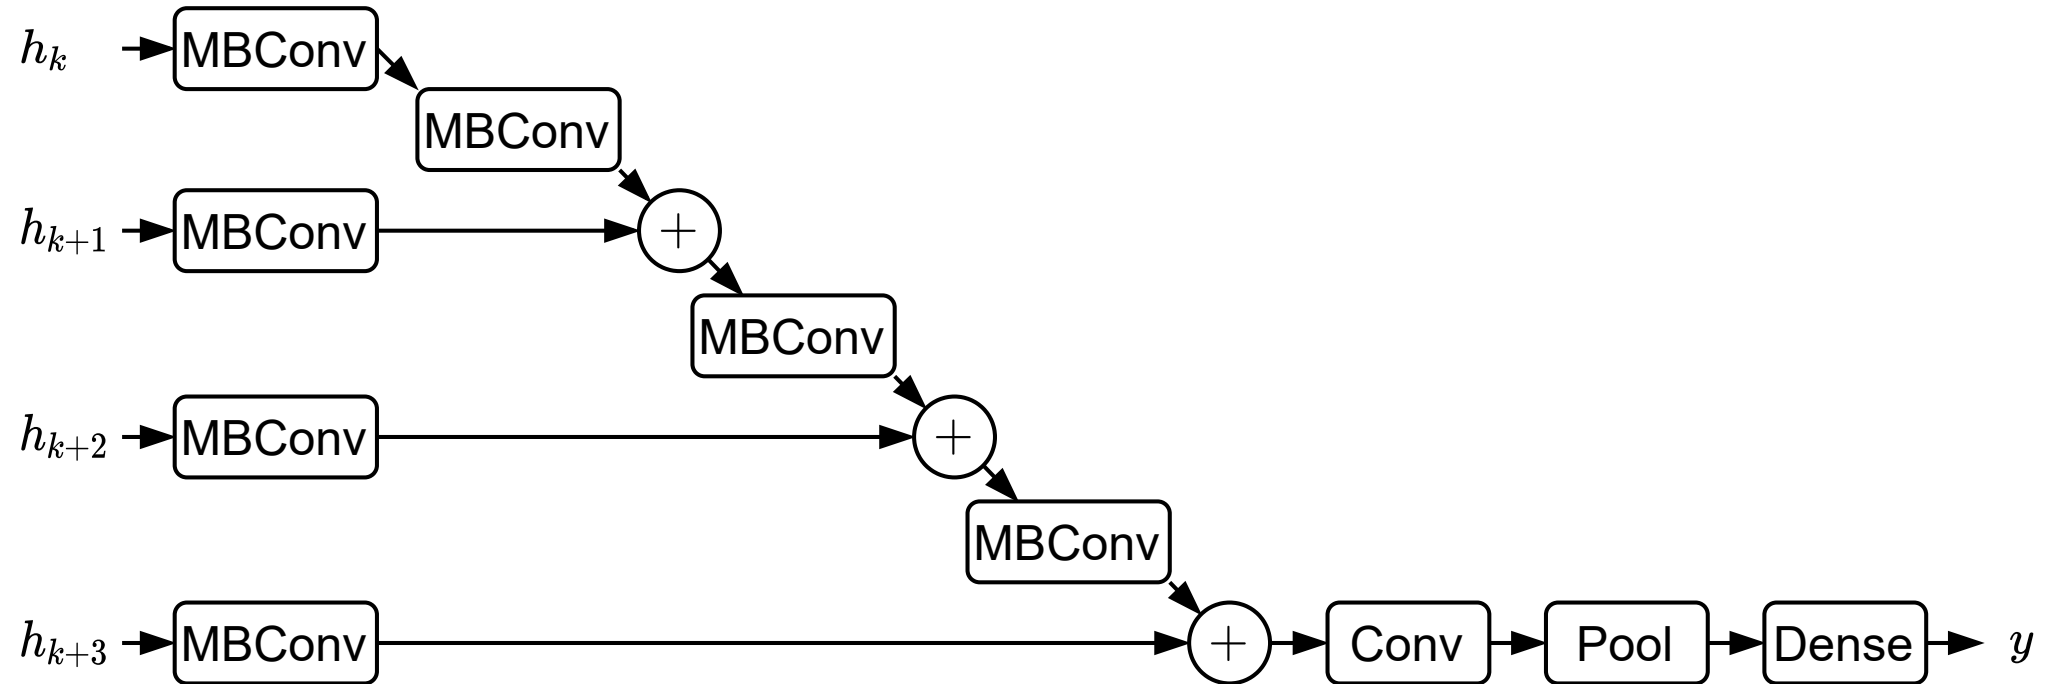 h_k MBConv
MBConv
h_{k+1} MBConv +
MBConv
h_{k+2} MBConv +
MBConv
h_{k+3} MBConv + Conv Pool Dense y